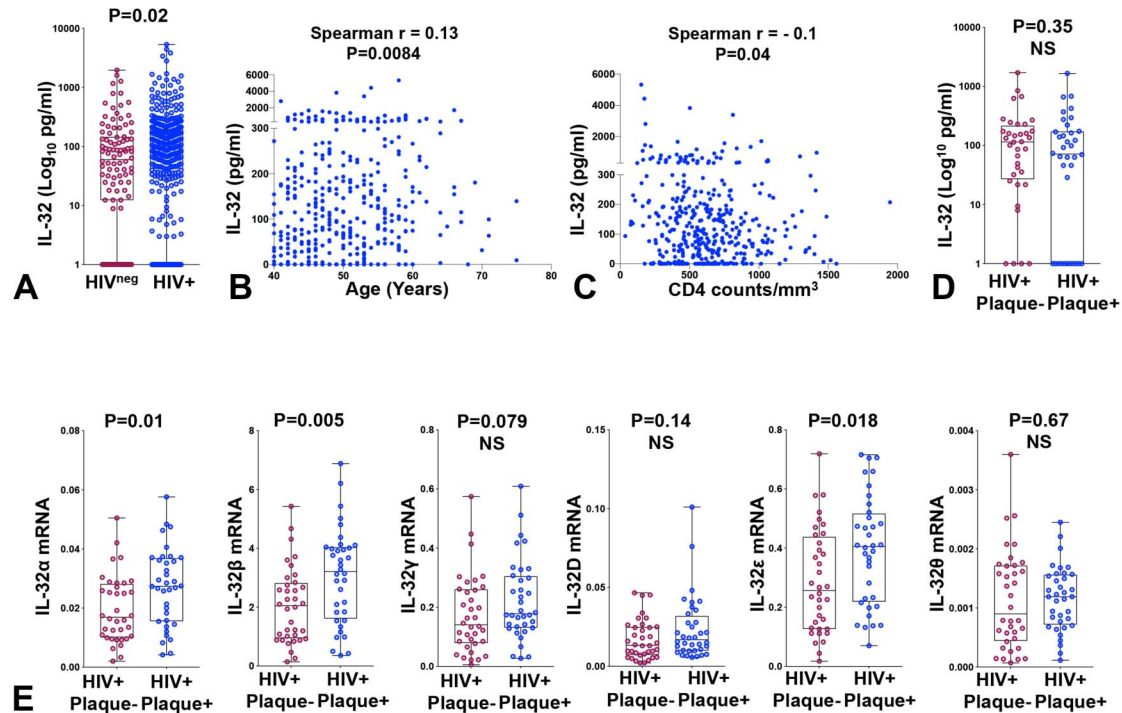 P=0.02
IL-32 (Log10 pg/ml)
10000
1000
100
10
1
HIVneg HIV+
A
Spearman r = 0.13
P=0.0084
IL-32 (pg/ml)
6000
4000
2000
300
200
100
0
40 50 60 70 80
Age (Years)
B
Spearman r = - 0.1
P=0.04
IL-32 (pg/ml)
6000
4000
2000
300
200
100
0
0 500 1000 1500 2000
CD4 counts/mm3
C
P=0.35
NS
IL-32 (Log10 pg/ml)
10000
1000
100
10
1
HIV+ HIV+
Plaque- Plaque+
D
P=0.01
IL-32α mRNA
0.08
0.06
0.04
0.02
0.00
HIV+ HIV+
Plaque- Plaque+
P=0.005
IL-32β mRNA
8
6
4
2
0
HIV+ HIV+
Plaque- Plaque+
P=0.079
NS
IL-32γ mRNA
0.8
0.6
0.4
0.2
0.0
HIV+ HIV+
Plaque- Plaque+
P=0.14
NS
IL-32D mRNA
0.15
0.10
0.05
0.00
HIV+ HIV+
Plaque- Plaque+
P=0.018
IL-32ε mRNA
0.8
0.6
0.4
0.2
0.0
HIV+ HIV+
Plaque- Plaque+
P=0.67
NS
IL-32θ mRNA
0.004
0.003
0.002
0.001
0.000
HIV+ HIV+
Plaque- Plaque+
E